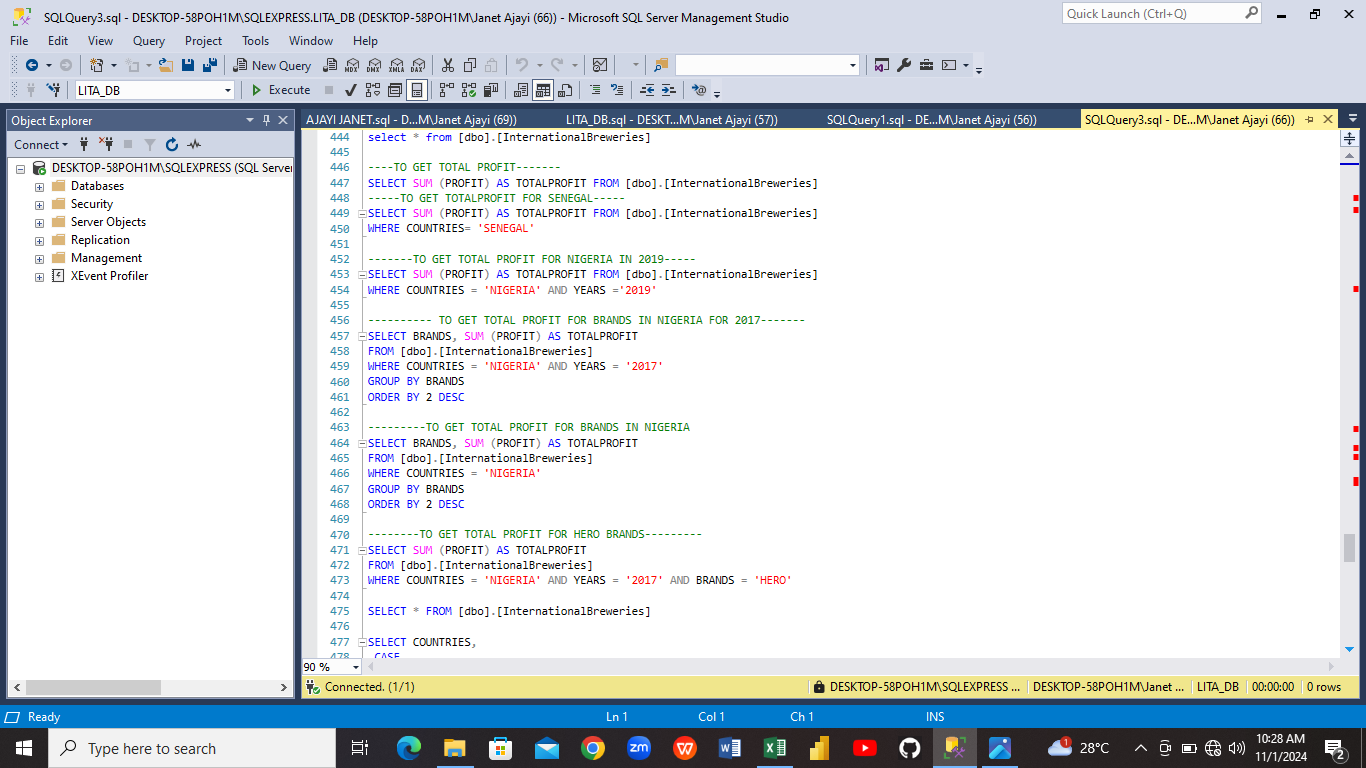 SQLQuery3.sql - DESKTOP-58POH1M\SQLEXPRESS.LITA_DB (DESKTOP-58POH1M\Janet Ajayi (66)) - Microsoft SQL Server Management Studio
Quick Launch (Ctrl+Q)
File Edit View Query Project Tools Window Help
New Query MDX DMX XMLA DAX
LITA_DB Execute
Object Explorer
AJAYI JANET.sql - D...M\Janet Ajayi (69)) LITA_DB.sql - DESKT...M\Janet Ajayi (57)) SQLQuery1.sql - DE...M\Janet Ajayi (56)) SQLQuery3.sql - DE...M\Janet Ajayi (66))
Connect
DESKTOP-58POH1M\SQLEXPRESS (SQL Server
Databases
Security
Server Objects
Replication
Management
XEvent Profiler
444 select * from [dbo].[InternationalBreweries]
445
446 ----TO GET TOTAL PROFIT-------
447 SELECT SUM (PROFIT) AS TOTALPROFIT FROM [dbo].[InternationalBreweries]
448 -----TO GET TOTALPROFIT FOR SENEGAL-----
449 SELECT SUM (PROFIT) AS TOTALPROFIT FROM [dbo].[InternationalBreweries]
450 WHERE COUNTRIES= 'SENEGAL'
451
452 -------TO GET TOTAL PROFIT FOR NIGERIA IN 2019-----
453 SELECT SUM (PROFIT) AS TOTALPROFIT FROM [dbo].[InternationalBreweries]
454 WHERE COUNTRIES = 'NIGERIA' AND YEARS ='2019'
455
456 ---------- TO GET TOTAL PROFIT FOR BRANDS IN NIGERIA FOR 2017-------
457 SELECT BRANDS, SUM (PROFIT) AS TOTALPROFIT
458 FROM [dbo].[InternationalBreweries]
459 WHERE COUNTRIES = 'NIGERIA' AND YEARS = '2017'
460 GROUP BY BRANDS
461 ORDER BY 2 DESC
462
463 ---------TO GET TOTAL PROFIT FOR BRANDS IN NIGERIA
464 SELECT BRANDS, SUM (PROFIT) AS TOTALPROFIT
465 FROM [dbo].[InternationalBreweries]
466 WHERE COUNTRIES = 'NIGERIA'
467 GROUP BY BRANDS
468 ORDER BY 2 DESC
469
470 --------TO GET TOTAL PROFIT FOR HERO BRANDS---------
471 SELECT SUM (PROFIT) AS TOTALPROFIT
472 FROM [dbo].[InternationalBreweries]
473 WHERE COUNTRIES = 'NIGERIA' AND YEARS = '2017' AND BRANDS = 'HERO'
474
475 SELECT * FROM [dbo].[InternationalBreweries]
476
477 SELECT COUNTRIES,
478 CASE
90 %
Connected. (1/1) DESKTOP-58POH1M\SQLEXPRESS ... DESKTOP-58POH1M\Janet ... LITA_DB 00:00:00 0 rows
Ready Ln 1 Col 1 Ch 1 INS
Type here to search zm W W X 1 28°C 10:28 AM
11/1/2024 2